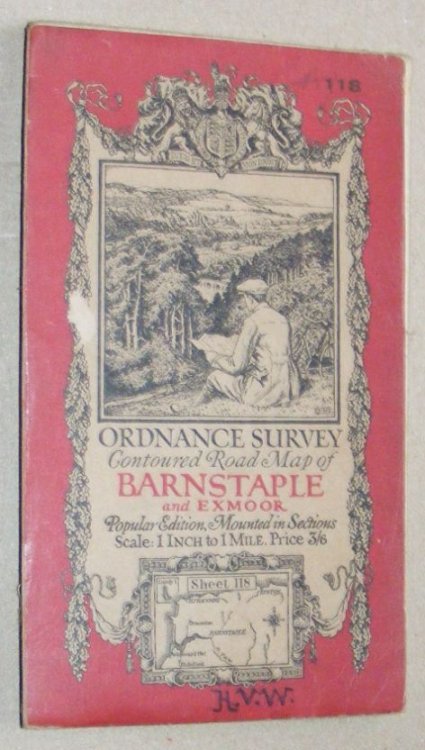 118
ORDNANCE SURVEY
Contoured Road Map of
BARNSTAPLE
and EXMOOR
Popular Edition, Mounted in Sections
Scale: 1 INCH to 1 MILE. Price 3/6
Sheet 118
BARNSTAPLE
H.V.W.